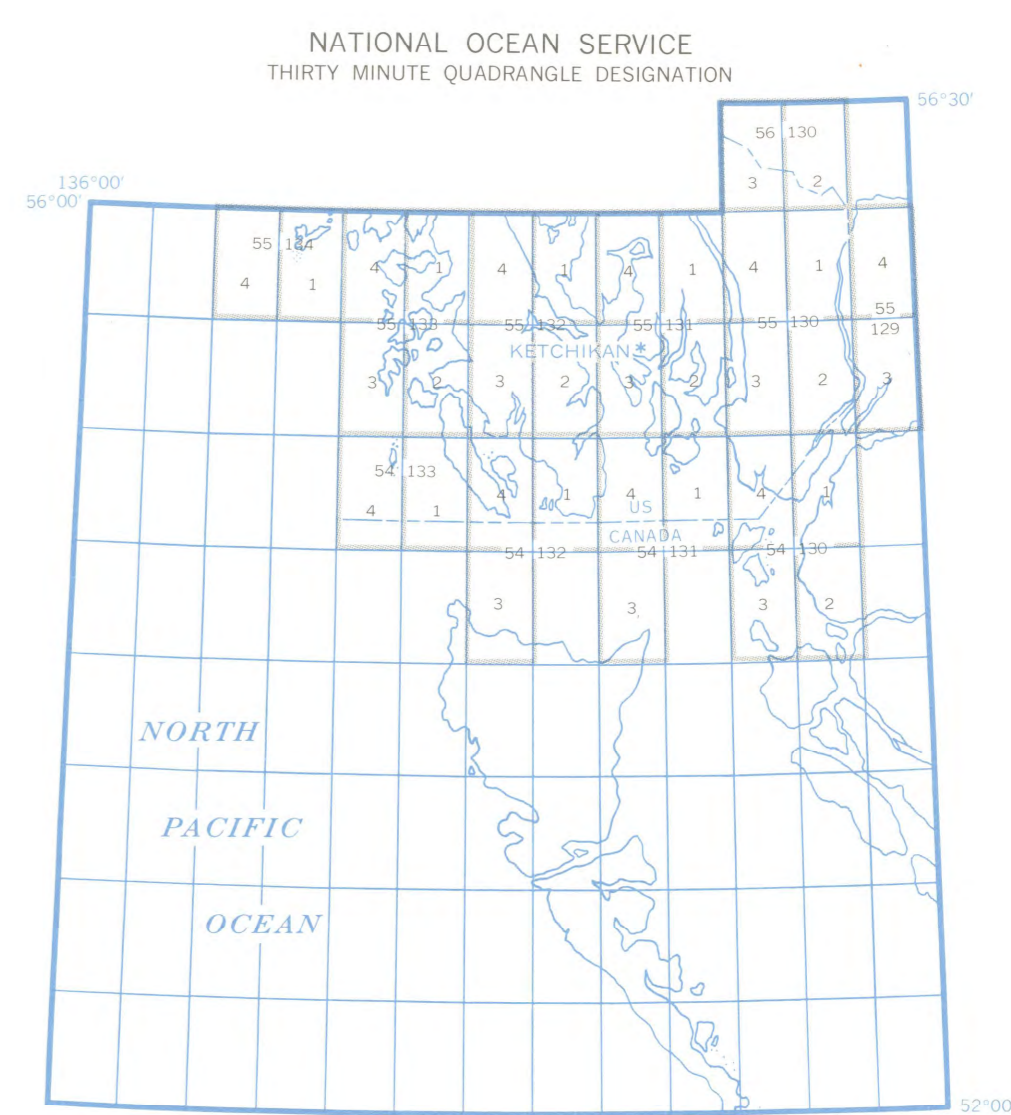 NATIONAL OCEAN SERVICE
THIRTY MINUTE QUADRANGLE DESIGNATION
56°30'
56 130
3 2
136°00'
56°00'
55 134
4 1 4 1 4 1 4 1 4 1 4
55 133 55 132 55 131 55 130 55 129
KETCHIKAN *
3 2 3 2 3 2 3 2 3
54 133
4 1 4 1 4 1 4 1
US
CANADA
54 132 54 131 54 130
3 3 3 2
NORTH
PACIFIC
OCEAN
52°00